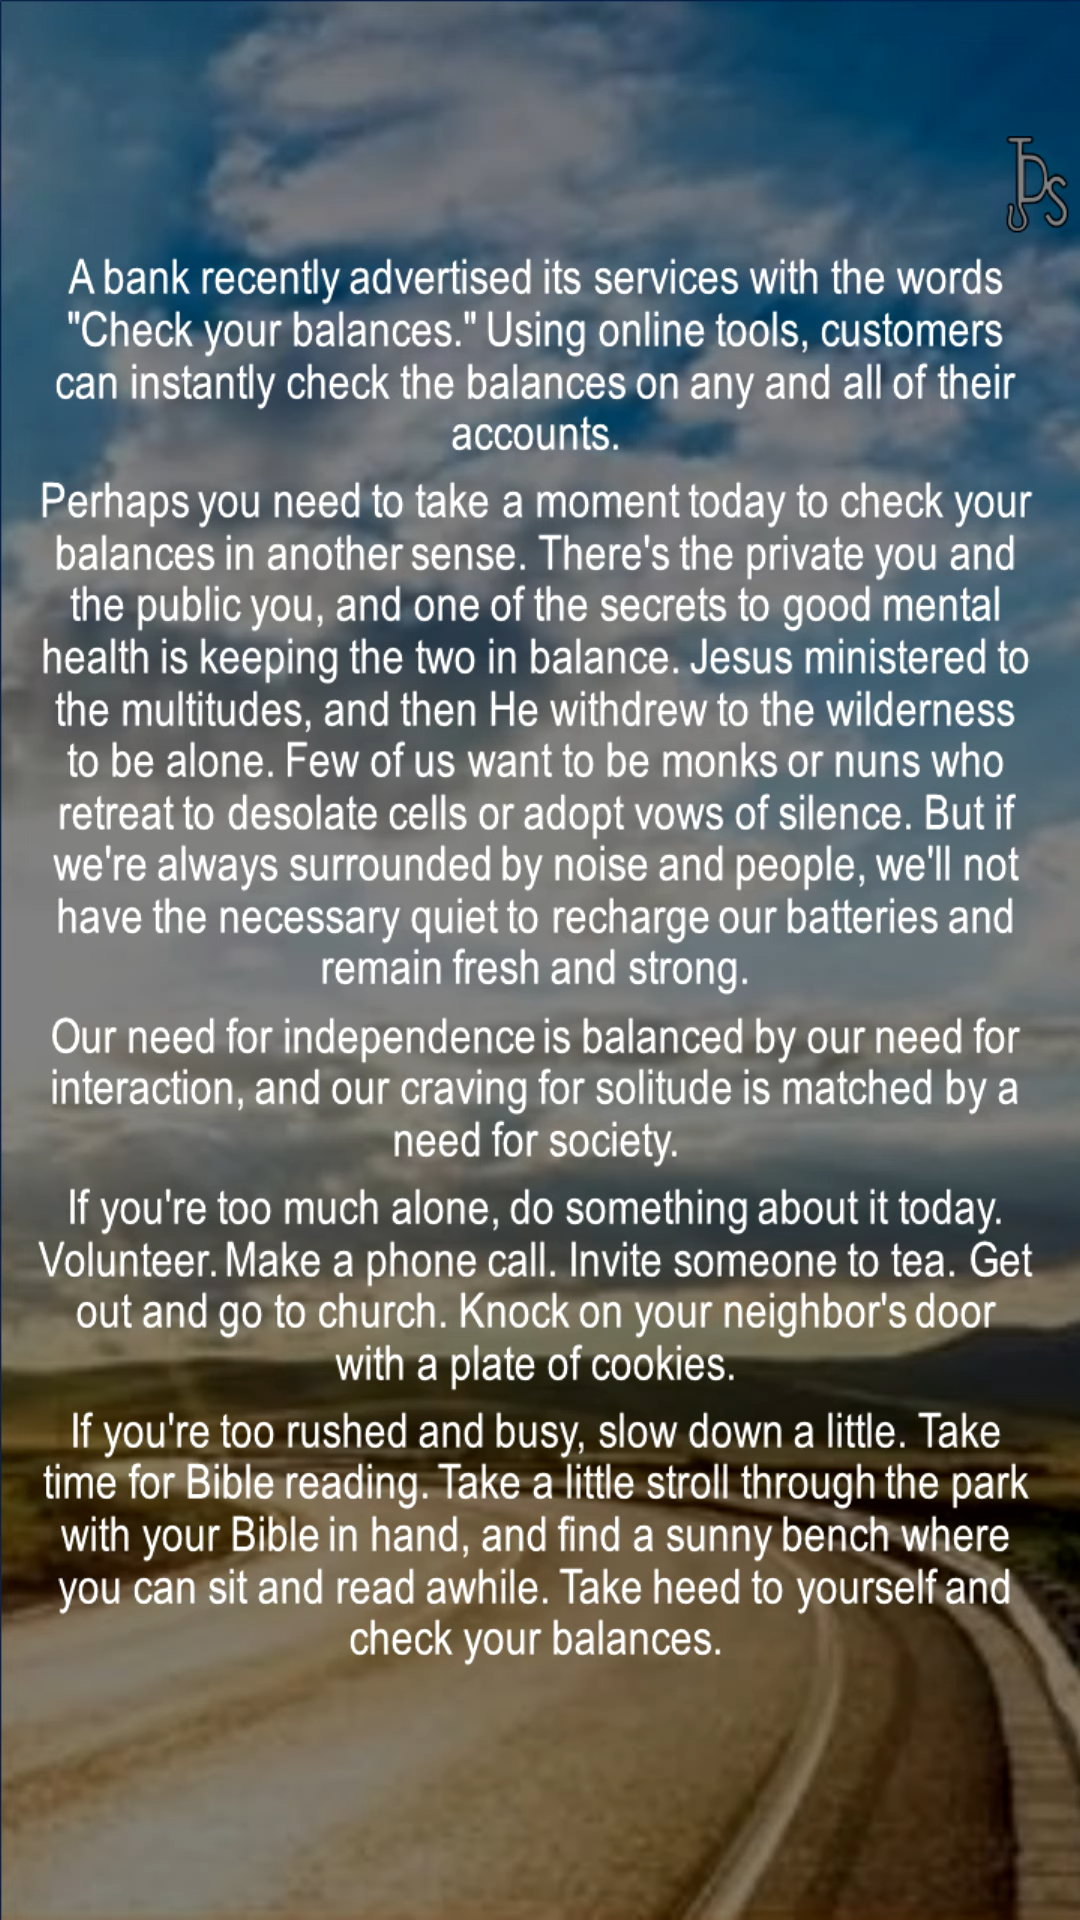 JDS
A bank recently advertised its services with the words
"Check your balances." Using online tools, customers
can instantly check the balances on any and all of their
accounts.
Perhaps you need to take a moment today to check your
balances in another sense. There's the private you and
the public you, and one of the secrets to good mental
health is keeping the two in balance. Jesus ministered to
the multitudes, and then He withdrew to the wilderness
to be alone. Few of us want to be monks or nuns who
retreat to desolate cells or adopt vows of silence. But if
we're always surrounded by noise and people, we'll not
have the necessary quiet to recharge our batteries and
remain fresh and strong.
Our need for independence is balanced by our need for
interaction, and our craving for solitude is matched by a
need for society.
If you're too much alone, do something about it today.
Volunteer. Make a phone call. Invite someone to tea. Get
out and go to church. Knock on your neighbor's door
with a plate of cookies.
If you're too rushed and busy, slow down a little. Take
time for Bible reading. Take a little stroll through the park
with your Bible in hand, and find a sunny bench where
you can sit and read awhile. Take heed to yourself and
check your balances.